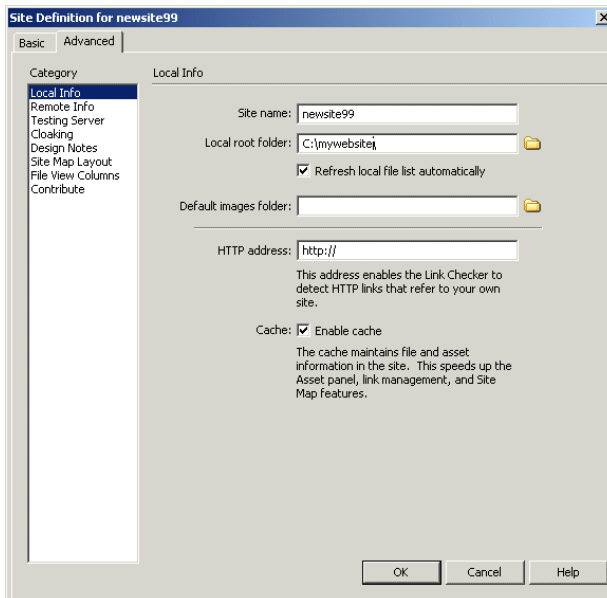 Site Definition for newsite99
Basic
Advanced
Category
Local Info
Local Info
Remote Info
Testing Server
Cloaking
Design Notes
Site Map Layout
File View Columns
Contribute
Site name: newsite99
Local root folder: C:\mywebsite\
Refresh local file list automatically
Default images folder:
HTTP address: http://
This address enables the Link Checker to
detect HTTP links that refer to your own
site.
Cache: Enable cache
The cache maintains file and asset
information in the site. This speeds up the
Asset panel, link management, and Site
Map features.
OK
Cancel
Help